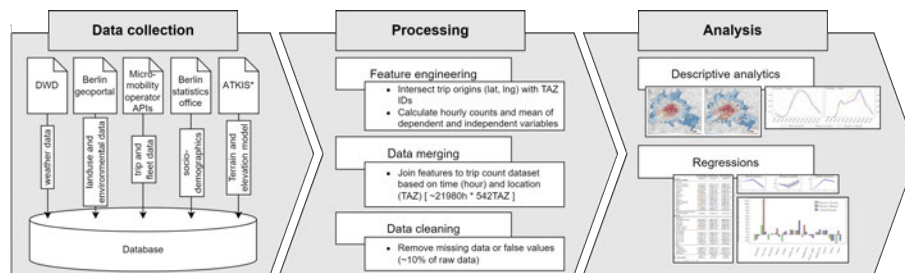 Data collection
DWD
Berlin
geoportal
Micro-
mobility
operator
APIs
Berlin
statistics
office
ATKIS*
weather data
landuse and
environmental data
trip and
fleet data
socio-
demographics
Terrain and
elevation model
Database
Processing
Feature engineering
• Intersect trip origins (lat, lng) with TAZ
IDs
• Calculate hourly counts and mean of
dependent and independent variables
Data merging
• Join features to trip count dataset
based on time (hour) and location
(TAZ) [ ~21980h * 542TAZ ]
Data cleaning
• Remove missing data or false values
(~10% of raw data)
Analysis
Descriptive analytics
Regressions